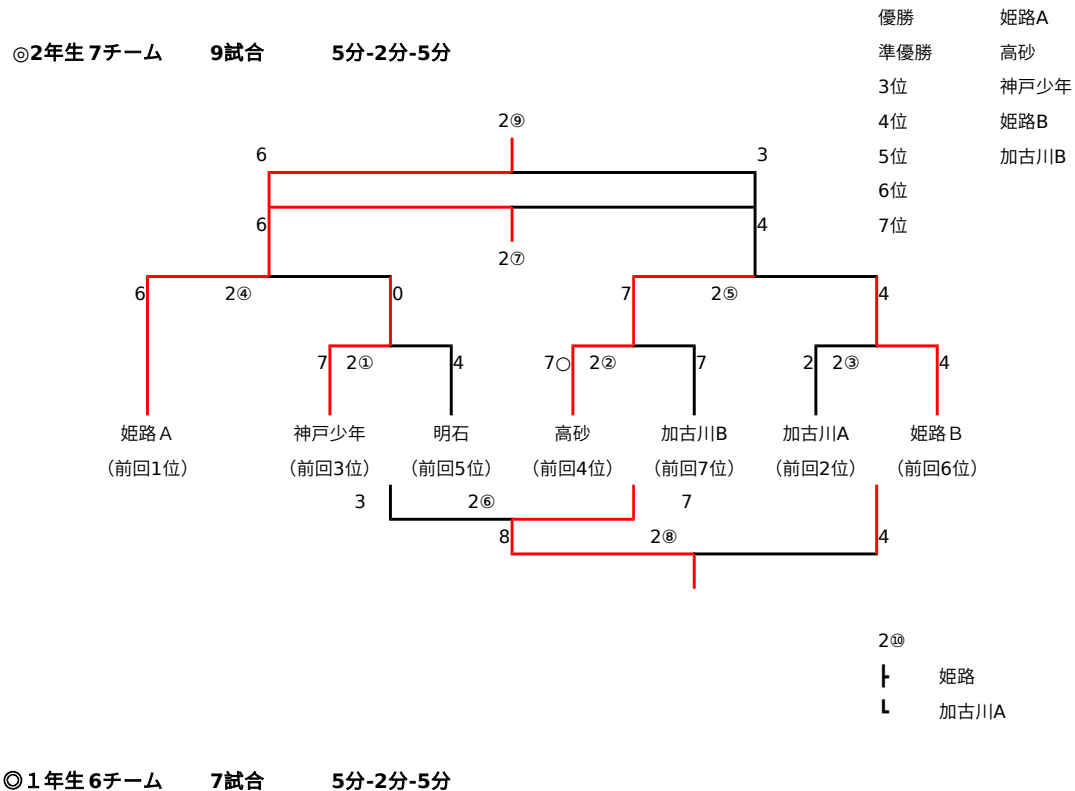 優勝 姫路A
◎2年生 7チーム 9試合 5分-2分-5分
準優勝 高砂
3位 神戸少年
4位 姫路B
5位 加古川B
6位
7位
2⑨
6 3
6 4
2⑦
6 2④ 0 7 2⑤ 4
7 2① 4 7○ 2② 7 2 2③ 4
姫路Ａ 神戸少年 明石 高砂 加古川B 加古川A 姫路Ｂ
（前回1位） （前回3位） （前回5位） （前回4位） （前回7位） （前回2位） （前回6位）
3 2⑥ 7
8 2⑧ 4
2⑩
┣ 姫路
┗ 加古川A
◎１年生 6チーム 7試合 5分-2分-5分